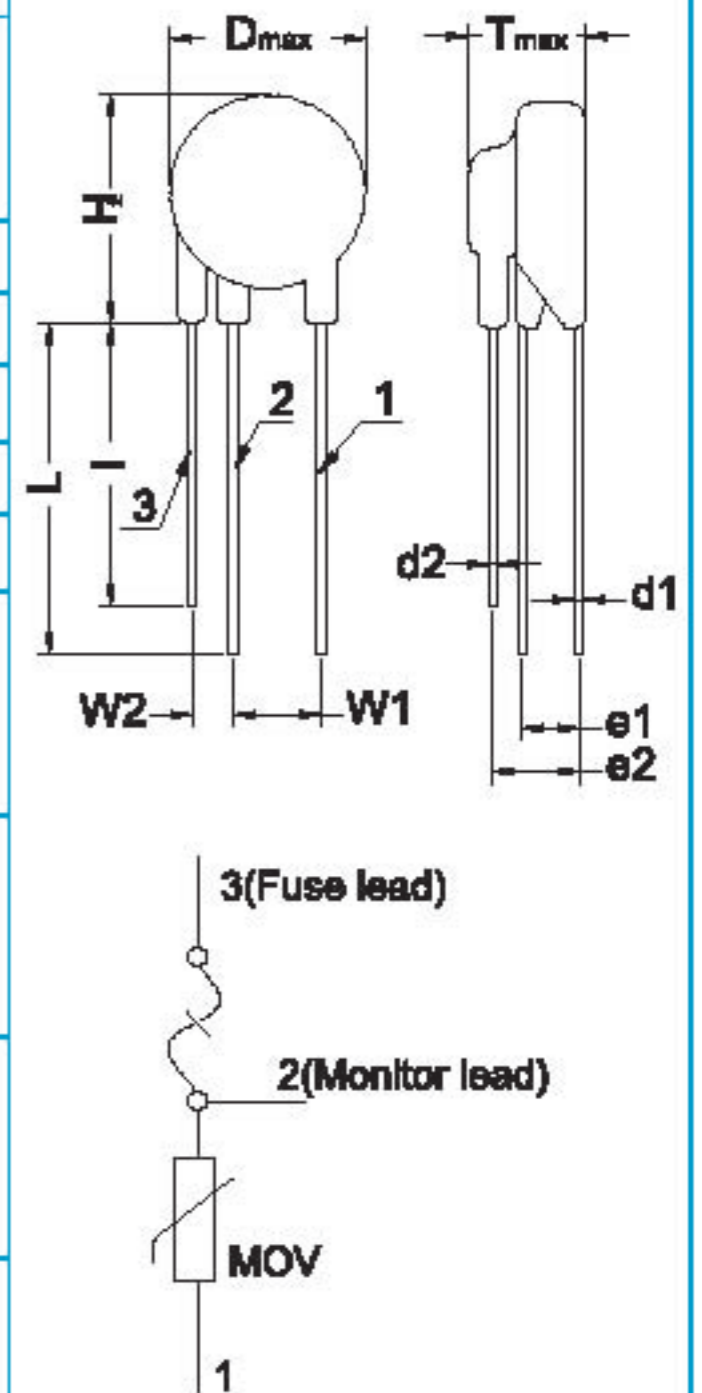 Dmax
Tmax
H
2
1
L
l
3
d2
d1
W2
W1
e1
e2
3(Fuse lead)
2(Monitor lead)
MOV
1